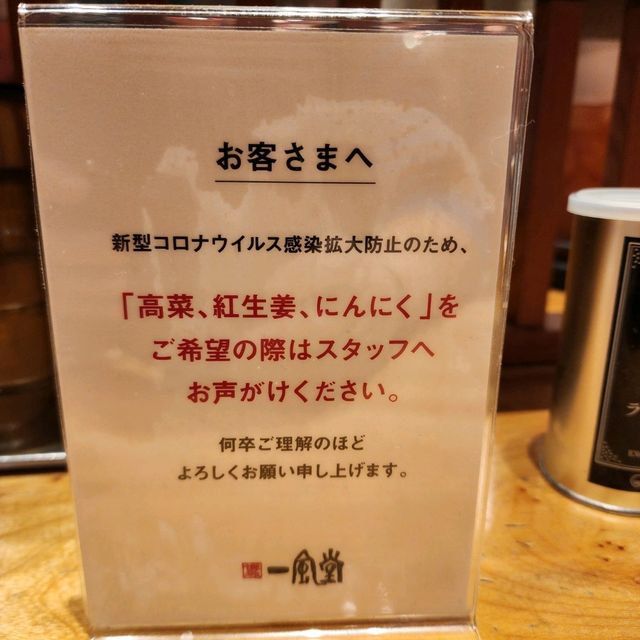 お客さまへ
新型コロナウイルス感染拡大防止のため、
「高菜、紅生姜、にんにく」を
ご希望の際はスタッフへ
お声がけください。
何卒ご理解のほど
よろしくお願い申し上げます。
一風堂